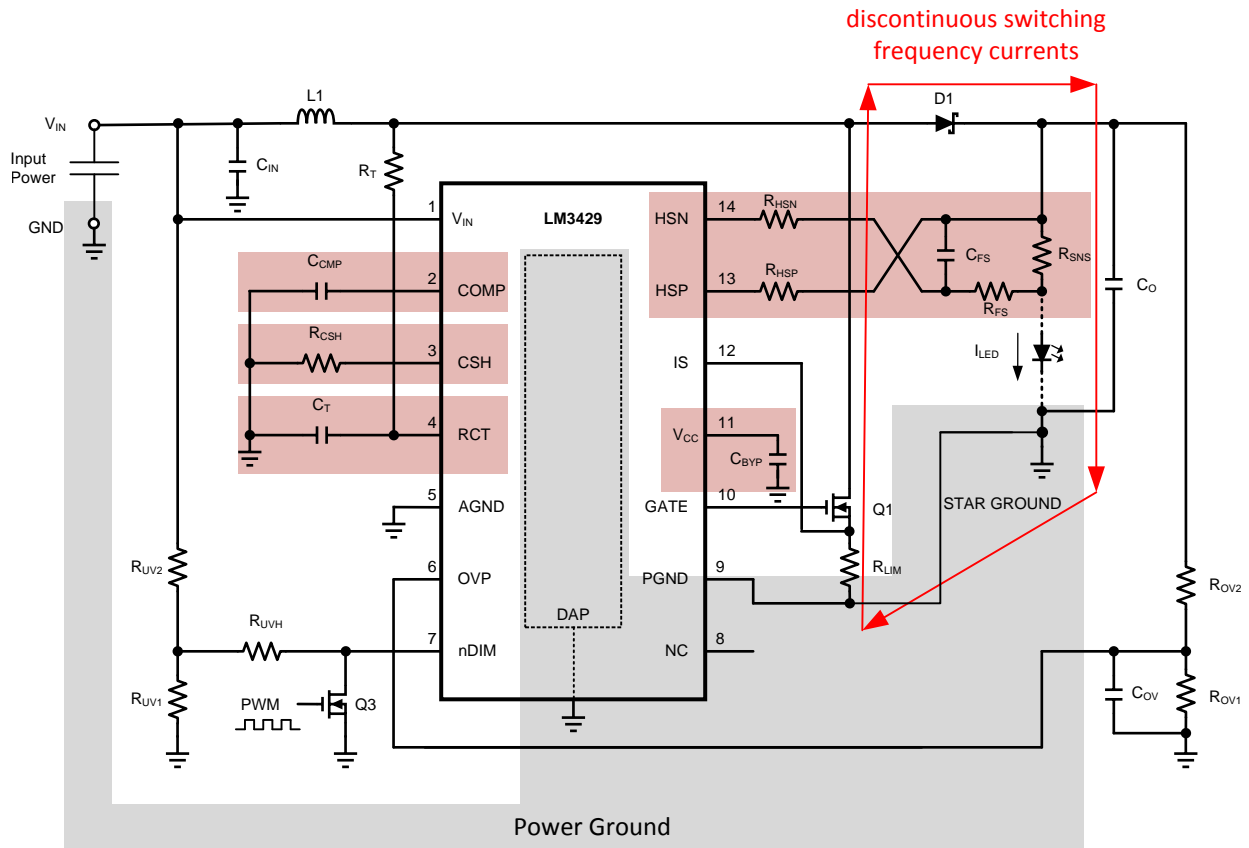 discontinuous switching
frequency currents
L1
D1
VIN
Input
Power
CIN
RT
GND
1
VIN
LM3429
HSN
14
RHSN
CFS
RSNS
CCMP
2
COMP
HSP
13
RHSP
RFS
CO
RCSH
3
CSH
IS
12
ILED
CT
4
RCT
VCC
11
CBYP
5
AGND
GATE
10
Q1
STAR GROUND
RUV2
6
OVP
PGND
9
RLIM
ROV2
DAP
RUVH
7
nDIM
NC
8
RUV1
PWM
Q3
COV
ROV1
Power Ground